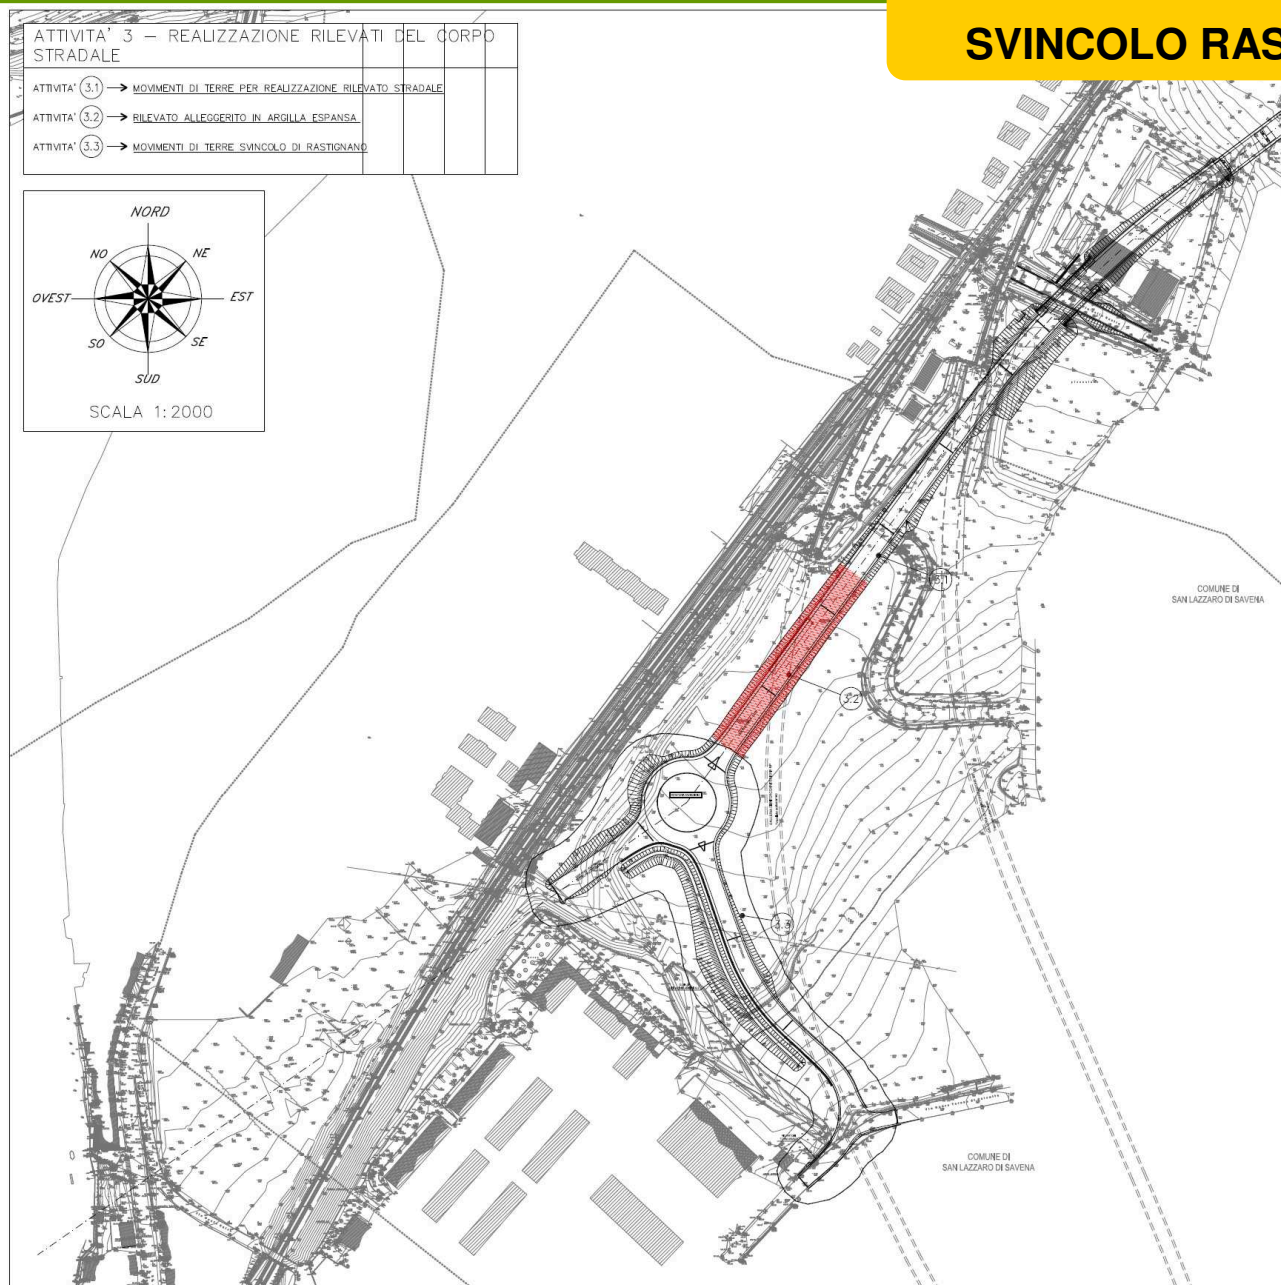 SVINCOLO RAS
ATTIVITA' 3 – REALIZZAZIONE RILEVATI DEL CORPO
STRADALE
ATTIVITA' 3.1 → MOVIMENTI DI TERRE PER REALIZZAZIONE RILEVATO STRADALE
ATTIVITA' 3.2 → RILEVATO ALLEGGERITO IN ARGILLA ESPANSA
ATTIVITA' 3.3 → MOVIMENTI DI TERRE SVINCOLO DI RASTIGNANO
NORD
NO NE
OVEST EST
SO SE
SUD
SCALA 1:2000
3.1
COMUNE DI
SAN LAZZARO DI SAVENA
3.2
3.3
COMUNE DI
SAN LAZZARO DI SAVENA